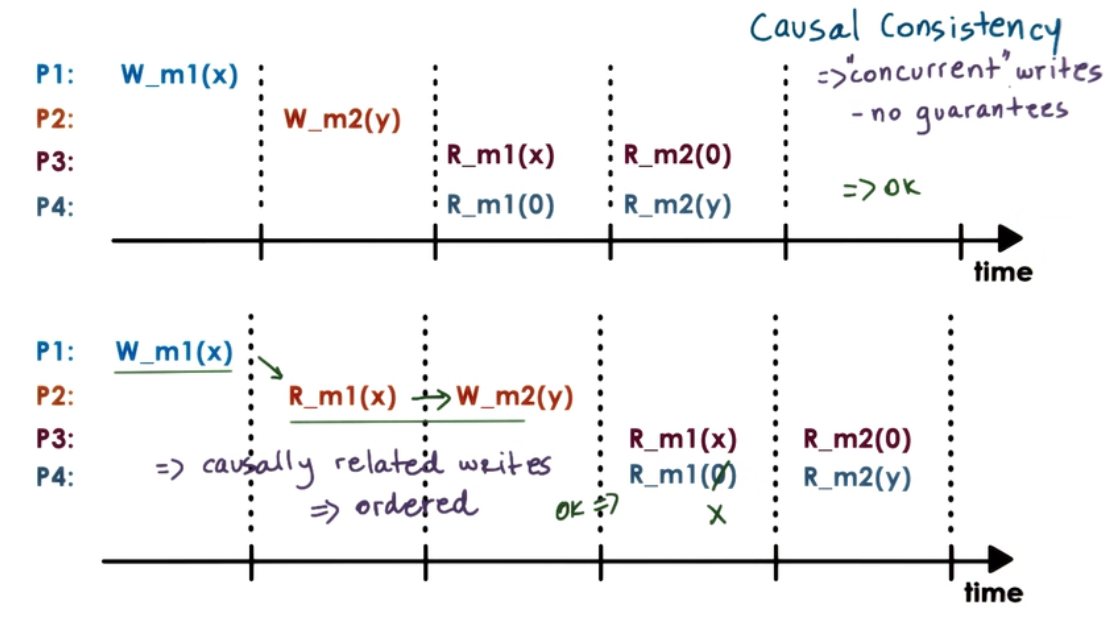 Causal Consistency
P1: W_m1(x)
=>"concurrent" writes
- no guarantees
P2: W_m2(y)
P3: R_m1(x) R_m2(0)
P4: R_m1(0) R_m2(y)
=> OK
time
P1: W_m1(x)
P2: R_m1(x) → W_m2(y)
P3: R_m1(x) R_m2(0)
P4: R_m1(0) R_m2(y)
=> causally related writes
=> ordered
OK => X
time